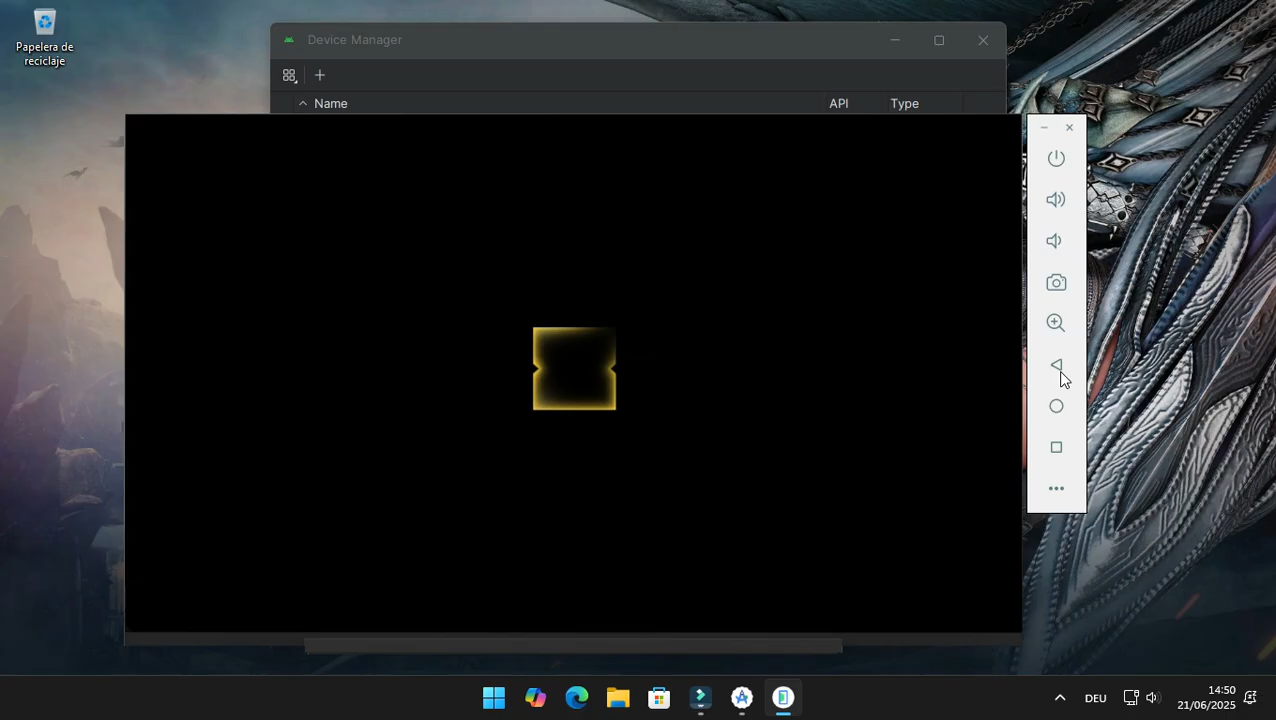 Papelera de
reciclaje
Device Manager
Name
API
Type
DEU
14:50
21/06/2025